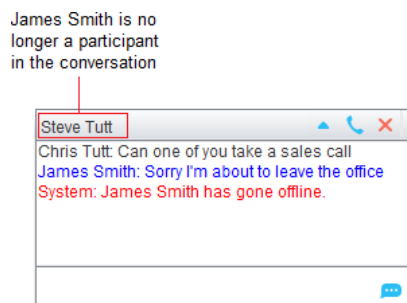 James Smith is no
longer a participant
in the conversation
Steve Tutt
Chris Tutt: Can one of you take a sales call
James Smith: Sorry I'm about to leave the office
System: James Smith has gone offline.